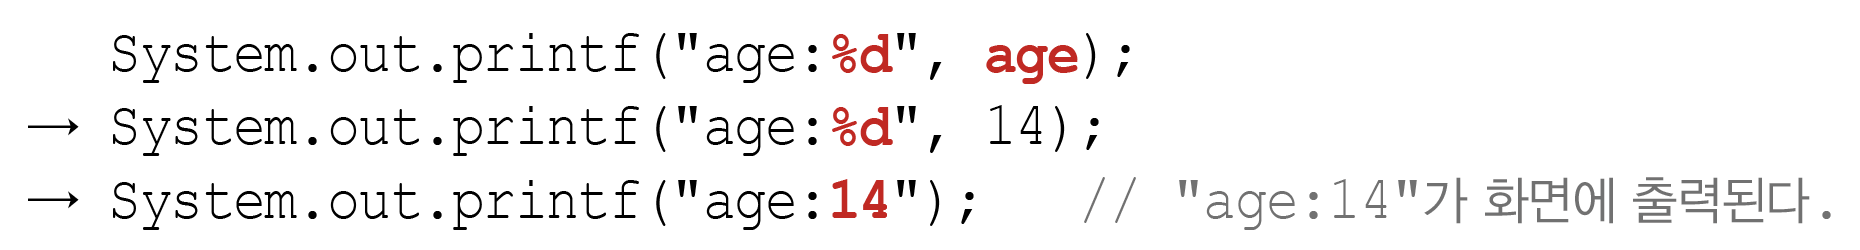 System.out.printf("age:%d", age);
→ System.out.printf("age:%d", 14);
→ System.out.printf("age:14"); // "age:14"가 화면에 출력된다.